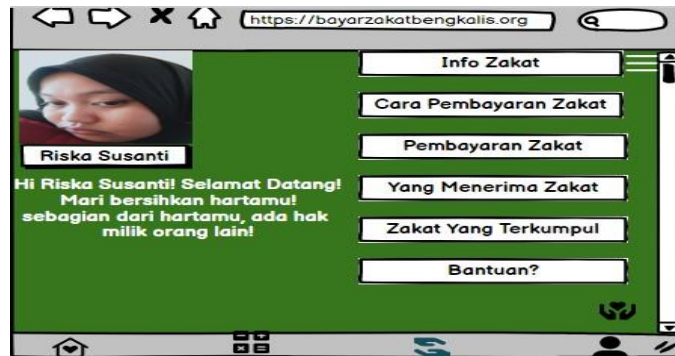 https://bayarzakatbengkalis.org
Riska Susanti
Hi Riska Susanti! Selamat Datang!
Mari bersihkan hartamu!
sebagian dari hartamu, ada hak
milik orang lain!
Info Zakat
Cara Pembayaran Zakat
Pembayaran Zakat
Yang Menerima Zakat
Zakat Yang Terkumpul
Bantuan?